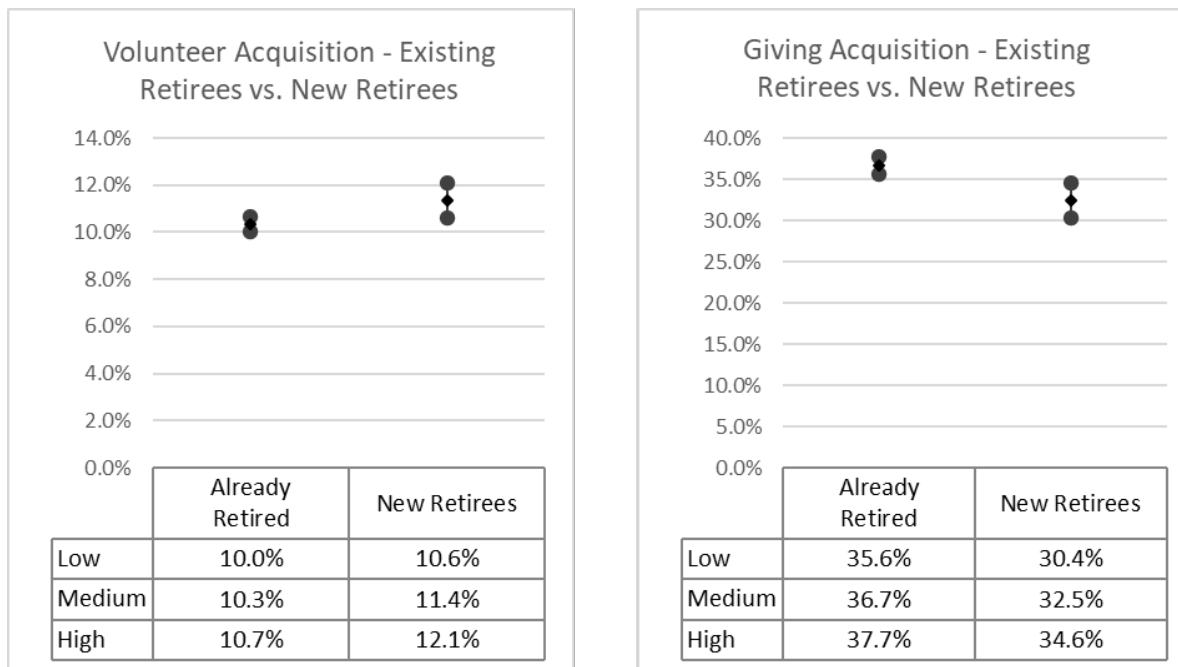 Volunteer Acquisition - Existing
Retirees vs. New Retirees
14.0%
12.0%
10.0%
8.0%
6.0%
4.0%
2.0%
0.0%
Already
Retired
New Retirees
Low 10.0% 10.6%
Medium 10.3% 11.4%
High 10.7% 12.1%
Giving Acquisition - Existing
Retirees vs. New Retirees
40.0%
35.0%
30.0%
25.0%
20.0%
15.0%
10.0%
5.0%
0.0%
Already
Retired
New Retirees
Low 35.6% 30.4%
Medium 36.7% 32.5%
High 37.7% 34.6%